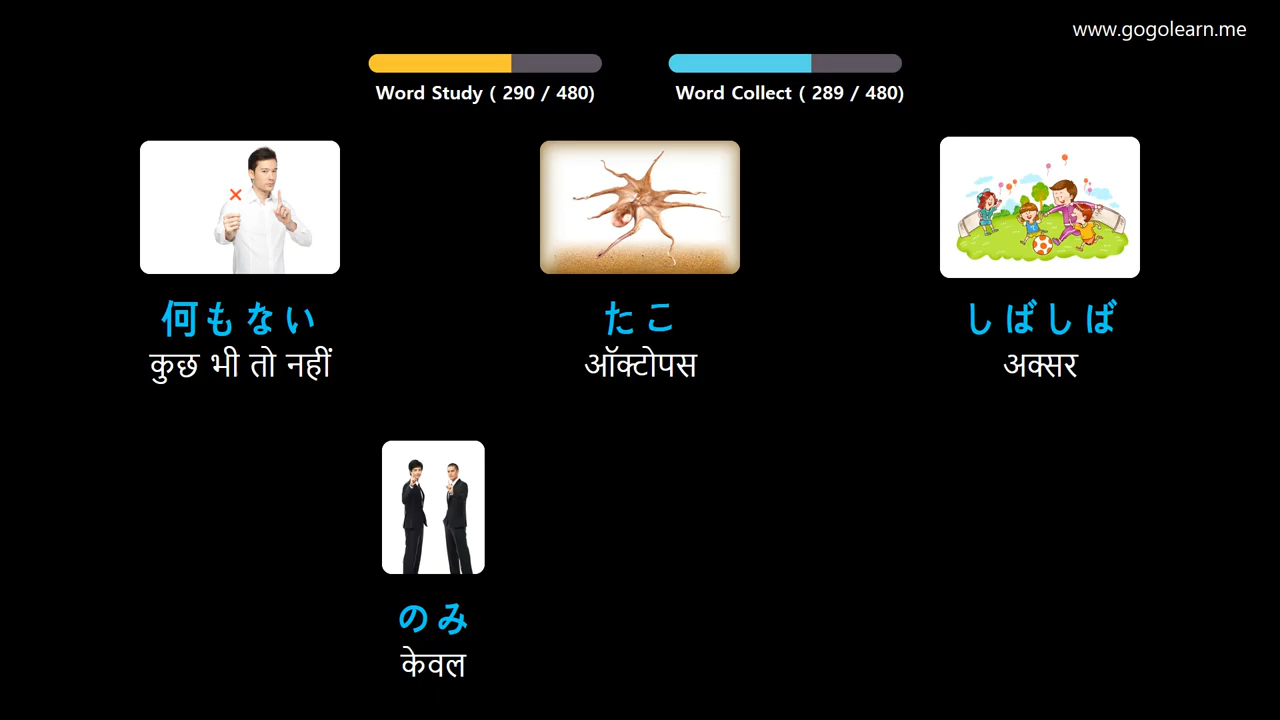 www.gogolearn.me
Word Study ( 290 / 480)
Word Collect ( 289 / 480)
何もない
कुछ भी तो नहीं
たこ
ऑक्टोपस
しばしば
अक्सर
のみ
केवल